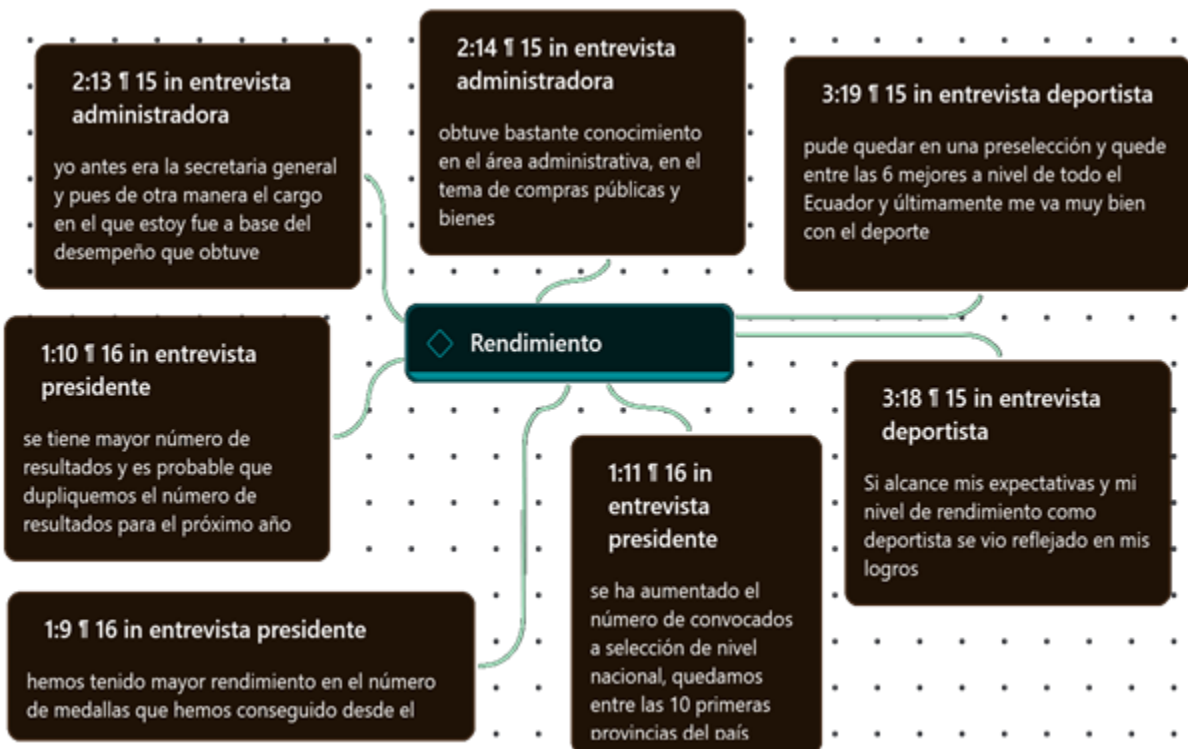 2:13 ¶ 15 in entrevista
administradora
yo antes era la secretaria general
y pues de otra manera el cargo
en el que estoy fue a base del
desempeño que obtuve
2:14 ¶ 15 in entrevista
administradora
obtuve bastante conocimiento
en el área administrativa, en el
tema de compras públicas y
bienes
3:19 ¶ 15 in entrevista deportista
pude quedar en una preselección y quede
entre las 6 mejores a nivel de todo el
Ecuador y últimamente me va muy bien
con el deporte
Rendimiento
1:10 ¶ 16 in entrevista
presidente
se tiene mayor número de
resultados y es probable que
dupliquemos el número de
resultados para el próximo año
3:18 ¶ 15 in entrevista
deportista
Si alcance mis expectativas y mi
nivel de rendimiento como
deportista se vio reflejado en mis
logros
1:11 ¶ 16 in
entrevista
presidente
se ha aumentado el
número de convocados
a selección de nivel
nacional, quedamos
entre las 10 primeras
provincias del país
1:9 ¶ 16 in entrevista presidente
hemos tenido mayor rendimiento en el número
de medallas que hemos conseguido desde el